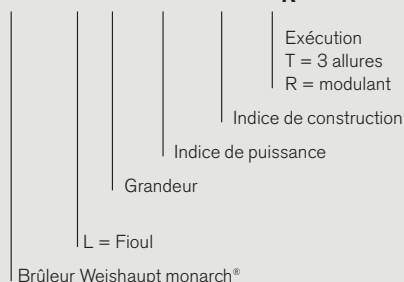 Exécution
T = 3 allures
R = modulant
Indice de construction
Indice de puissance
Grandeur
L = Fioul
Brûleur Weishaupt monarch®